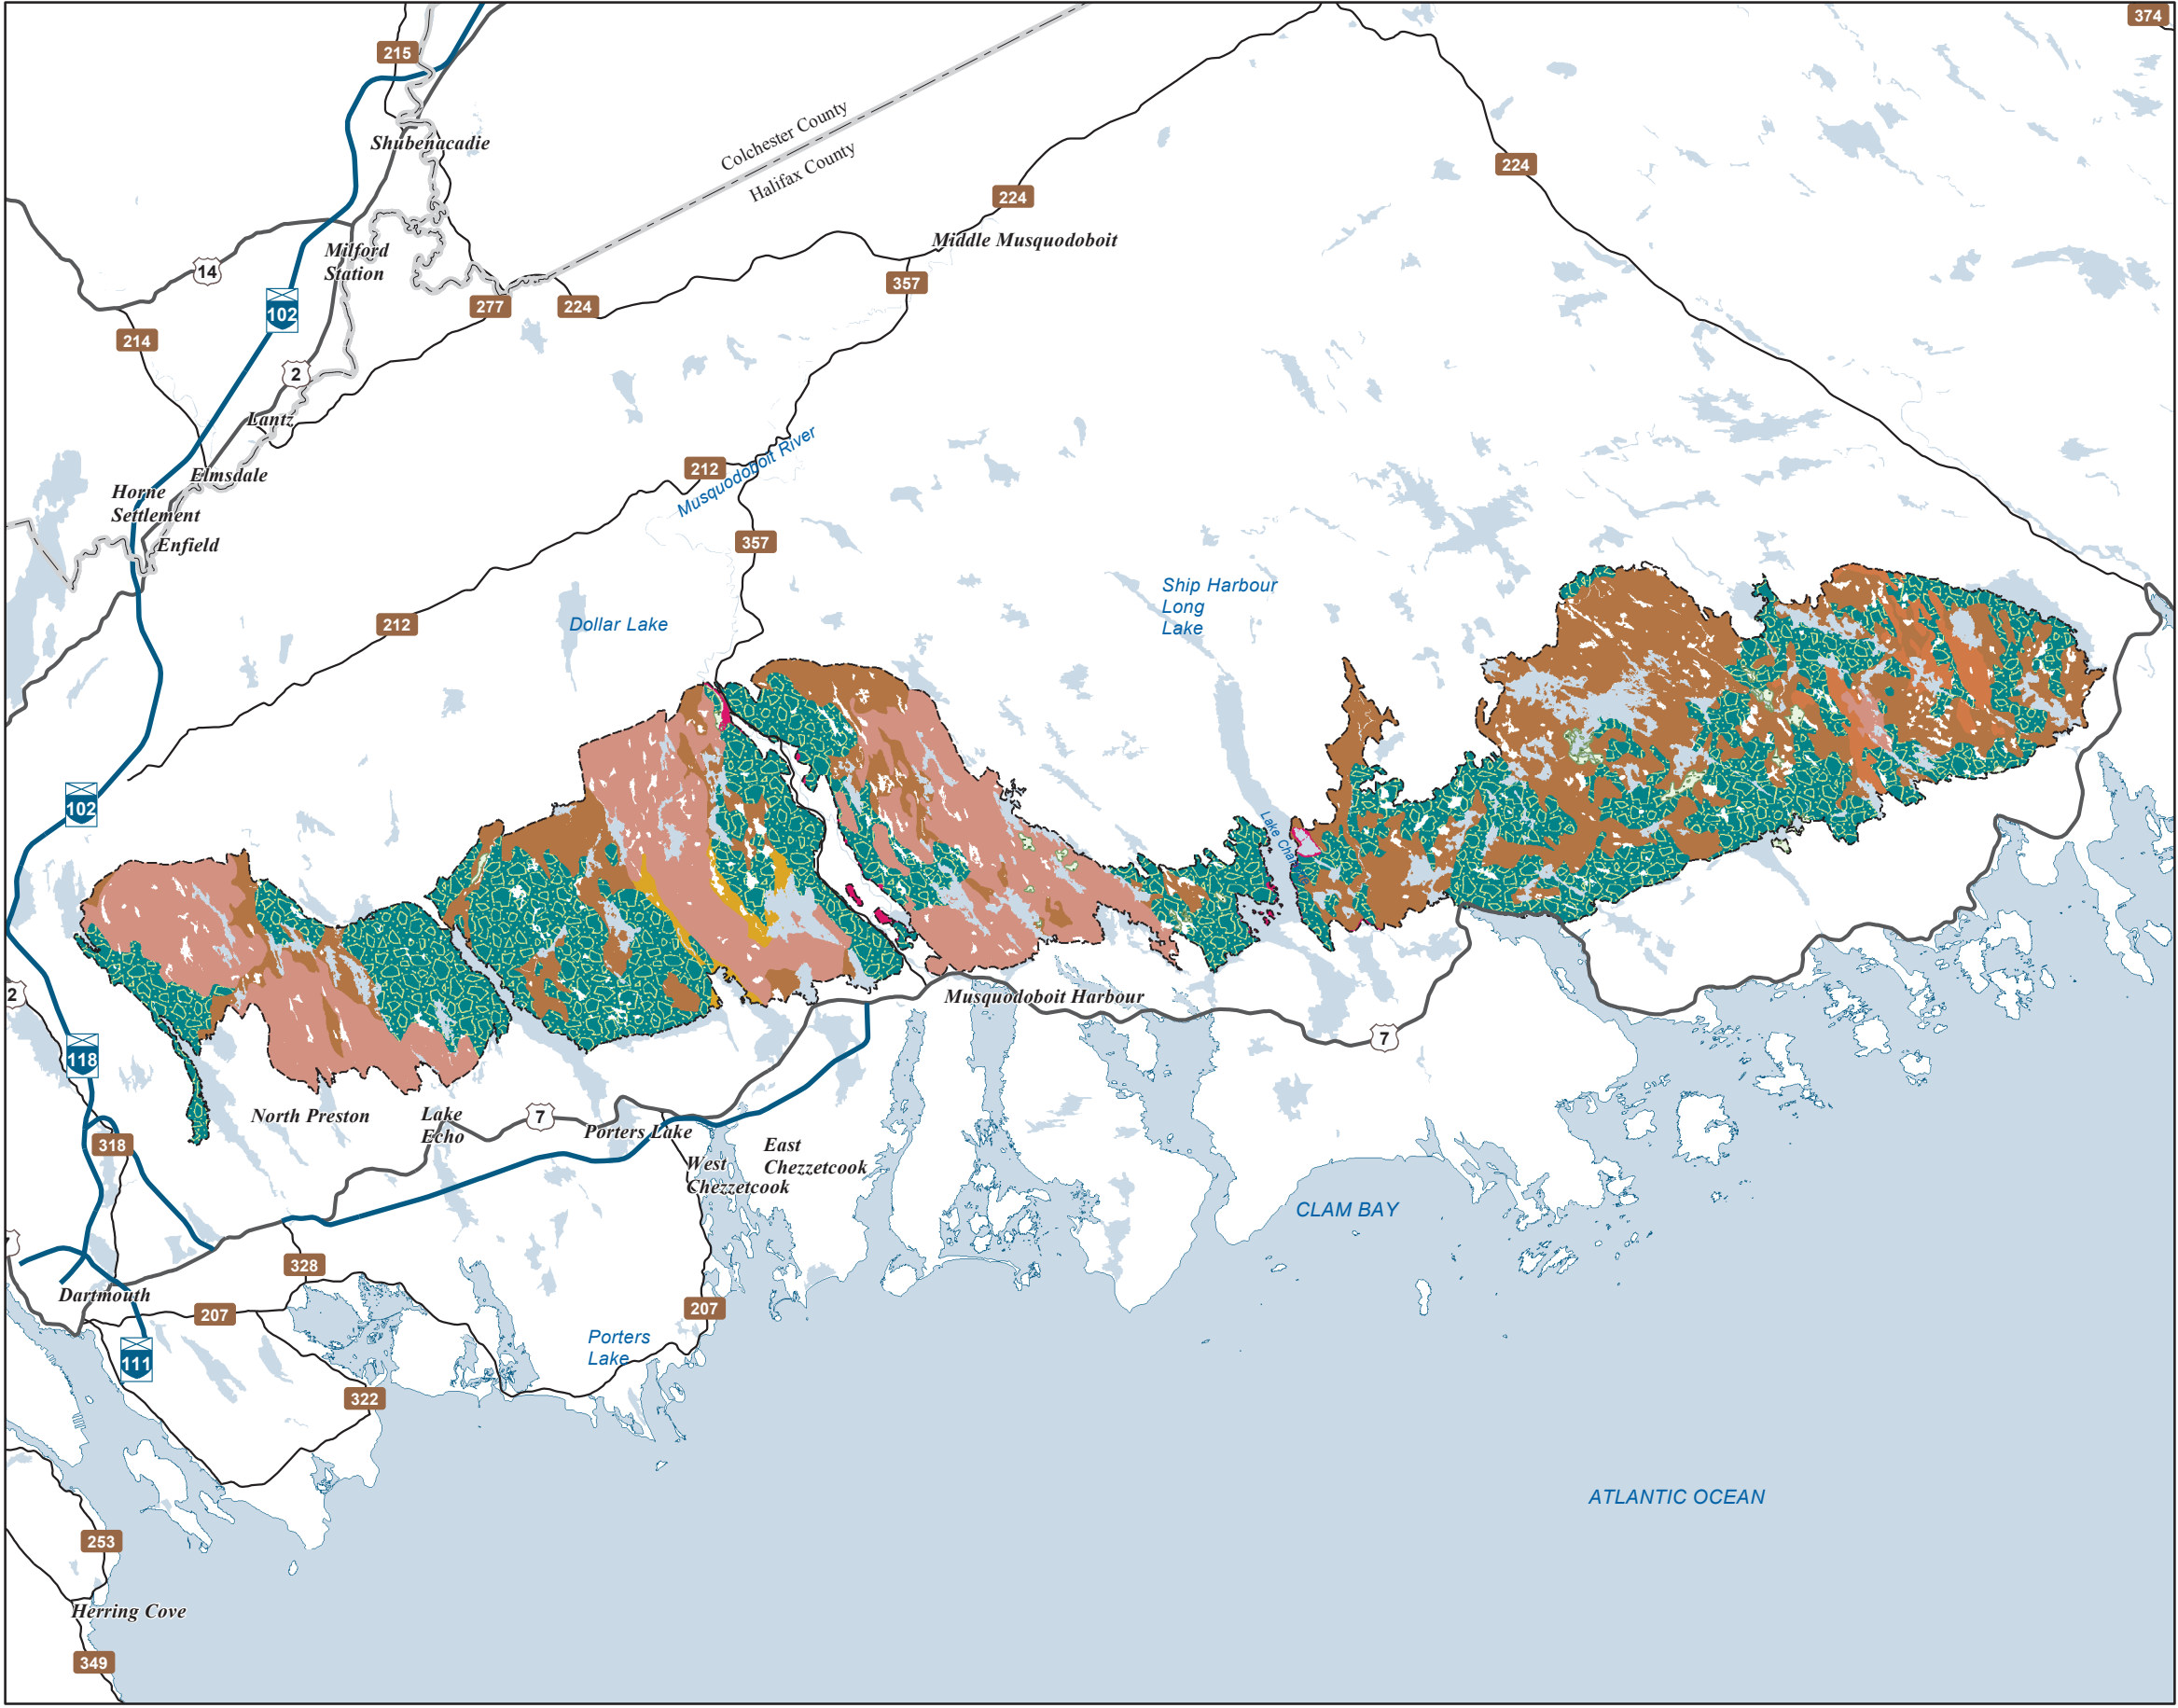 374
215
Shubenacadie
Colchester County
Halifax County
224
224
Middle Musquodoboit
Milford
Station
14
102
277
224
357
214
2
Lantz
Musquodoboit River
212
Elmsdale
Horne
Settlement
Enfield
357
Ship Harbour
Long
Lake
Dollar Lake
212
102
Lake
2
Musquodoboit Harbour
7
118
North Preston
Lake
Echo
7
Porters Lake
318
East
Chezzetcook
West
Chezzetcook
CLAM BAY
328
Dartmouth
207
207
Porters
Lake
111
322
ATLANTIC OCEAN
253
Herring Cove
349